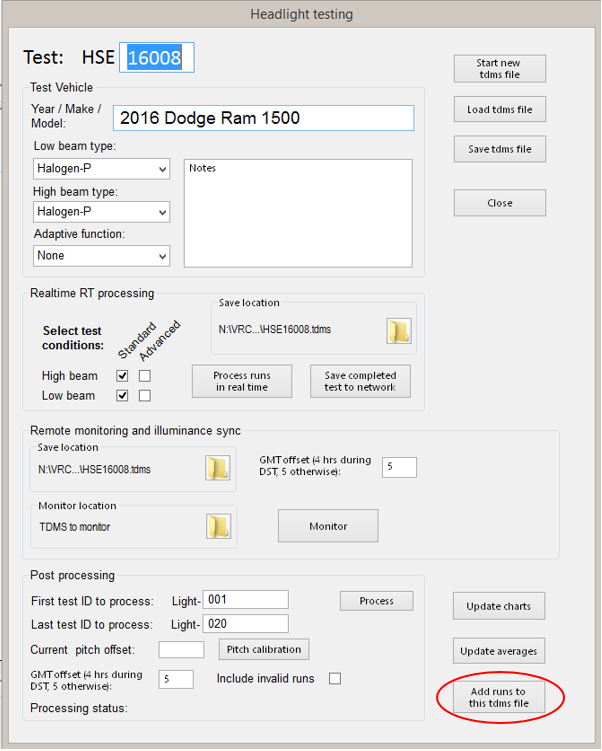 Headlight testing
Test: HSE 16008
Start new
tdms file
Load tdms file
Save tdms file
Close
Test Vehicle
Year / Make /
Model:
2016 Dodge Ram 1500
Low beam type:
Halogen-P
High beam type:
Halogen-P
Adaptive function:
None
Notes
Realtime RT processing
Select test
conditions:
Standard
Advanced
High beam
Low beam
Save location
N:\VRC...\HSE16008.tdms
Process runs
in real time
Save completed
test to network
Remote monitoring and illuminance sync
Save location
N:\VRC...\HSE16008.tdms
GMT offset (4 hrs during
DST, 5 otherwise):
5
Monitor location
TDMS to monitor
Monitor
Post processing
First test ID to process: Light- 001
Process
Last test ID to process: Light- 020
Current pitch offset:
Pitch calibration
GMT offset (4 hrs during
DST, 5 otherwise):
5
Include invalid runs
Processing status:
Update charts
Update averages
Add runs to
this tdms file